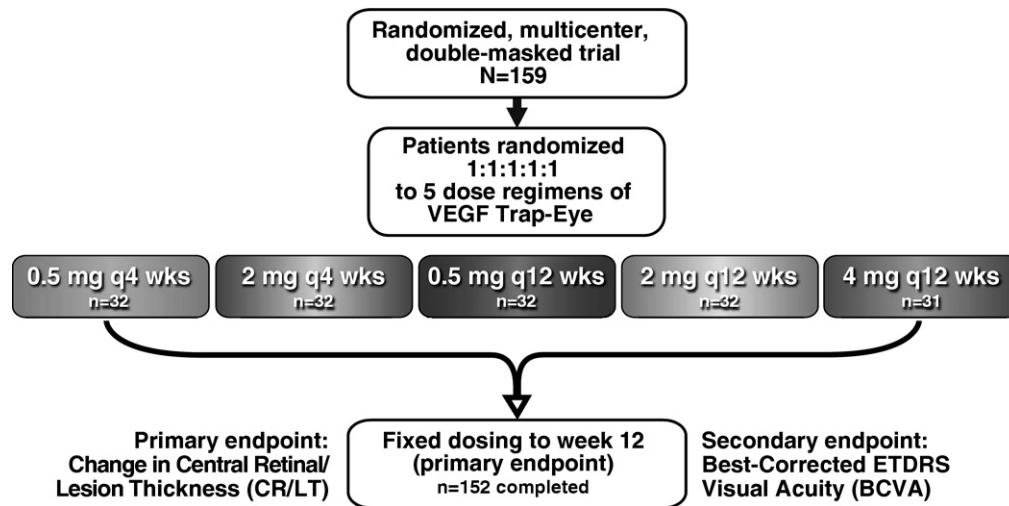 Randomized, multicenter,
double-masked trial
N=159
Patients randomized
1:1:1:1:1
to 5 dose regimens of
VEGF Trap-Eye
0.5 mg q4 wks
n=32
2 mg q4 wks
n=32
0.5 mg q12 wks
n=32
2 mg q12 wks
n=32
4 mg q12 wks
n=31
Primary endpoint:
Change in Central Retinal/
Lesion Thickness (CR/LT)
Fixed dosing to week 12
(primary endpoint)
n=152 completed
Secondary endpoint:
Best-Corrected ETDRS
Visual Acuity (BCVA)